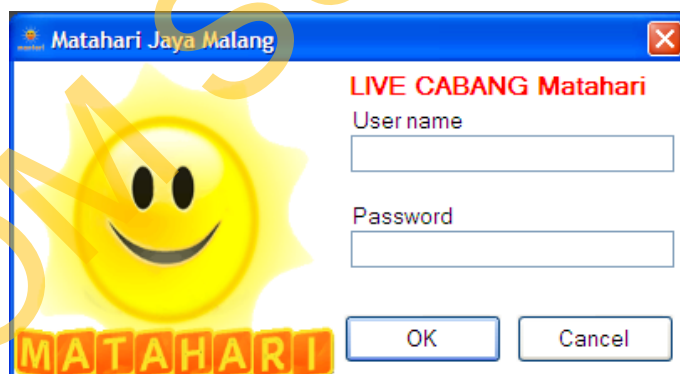 Matahari Jaya Malang
LIVE CABANG Matahari
User name
Password
OK Cancel
MATAHARI